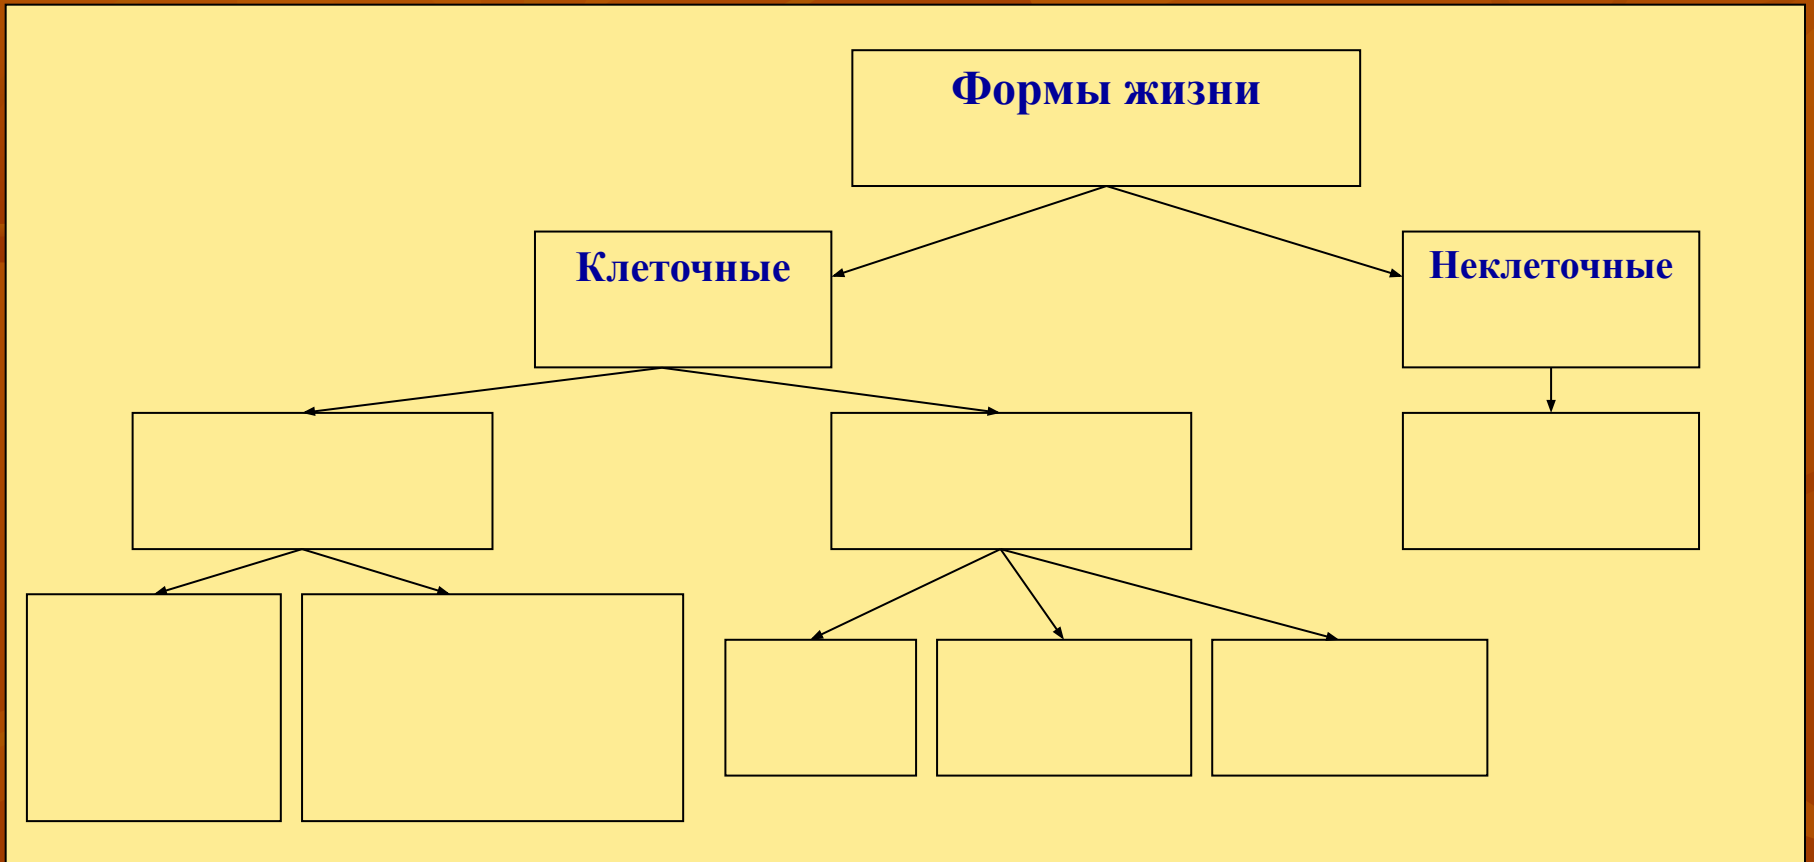 Формы жизни
Клеточные
Неклеточные